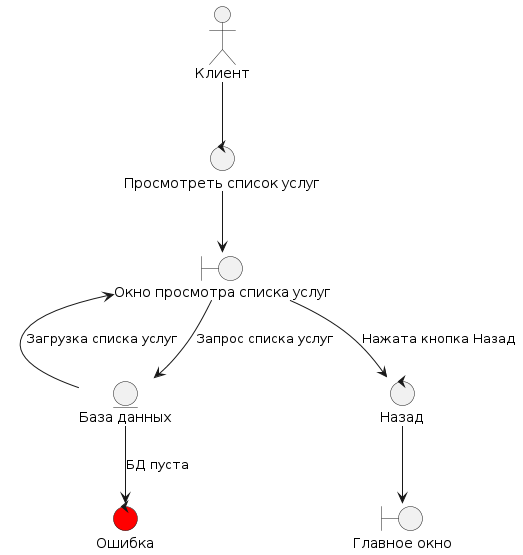 Клиент
Просмотреть список услуг
Окно просмотра списка услуг
Загрузка списка услуг
Запрос списка услуг
Нажата кнопка Назад
База данных
Назад
БД пуста
Ошибка
Главное окно